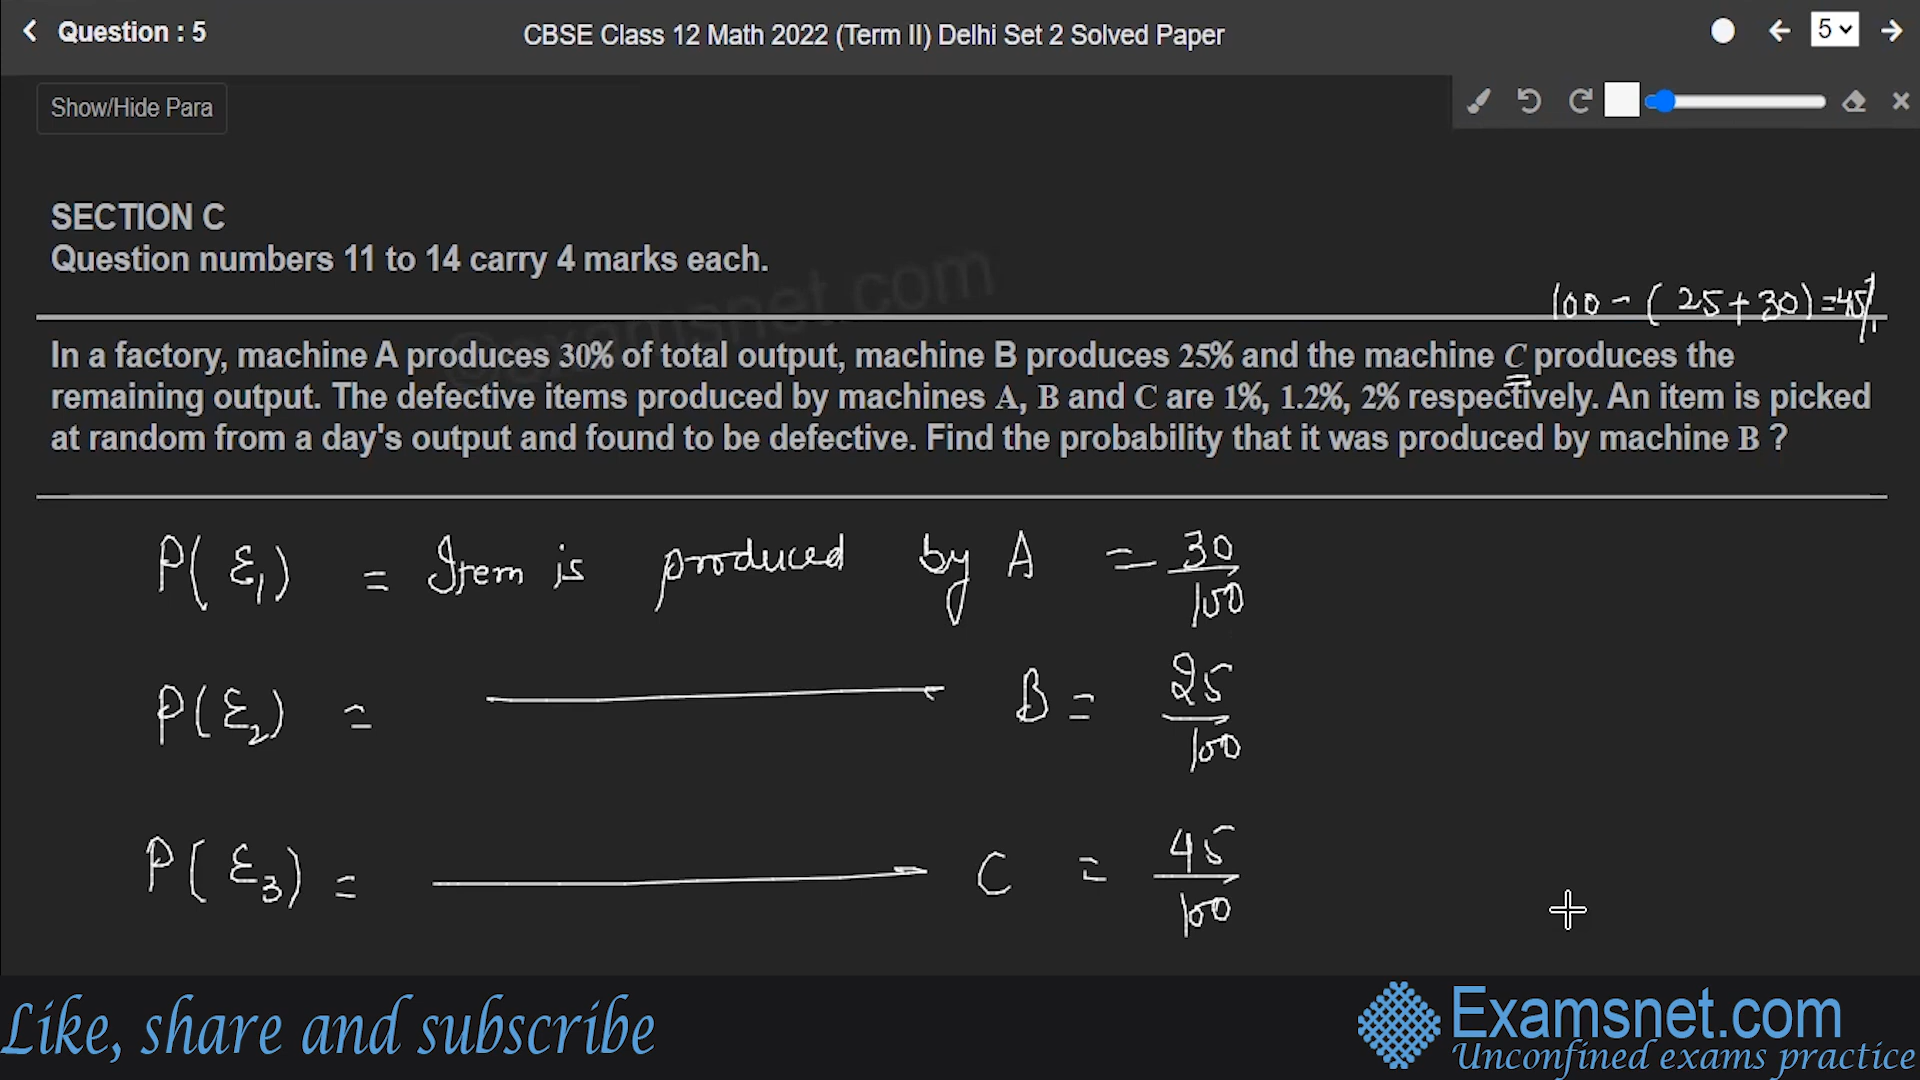 Question : 5
CBSE Class 12 Math 2022 (Term II) Delhi Set 2 Solved Paper
5
Show/Hide Para
SECTION C
Question numbers 11 to 14 carry 4 marks each.
©examsnet.com
100 - ( 25 + 30 ) = 45%
In a factory, machine A produces 30% of total output, machine B produces 25% and the machine C produces the
remaining output. The defective items produced by machines A, B and C are 1%, 1.2%, 2% respectively. An item is picked
at random from a day's output and found to be defective. Find the probability that it was produced by machine B ?
P( E₁ ) = Item is produced by A = 30/100
P( E₂ ) = ——— B = 25/100
P( E₃ ) = ——— C = 45/100
Like, share and subscribe
Examsnet.com
Unconfined exams practice